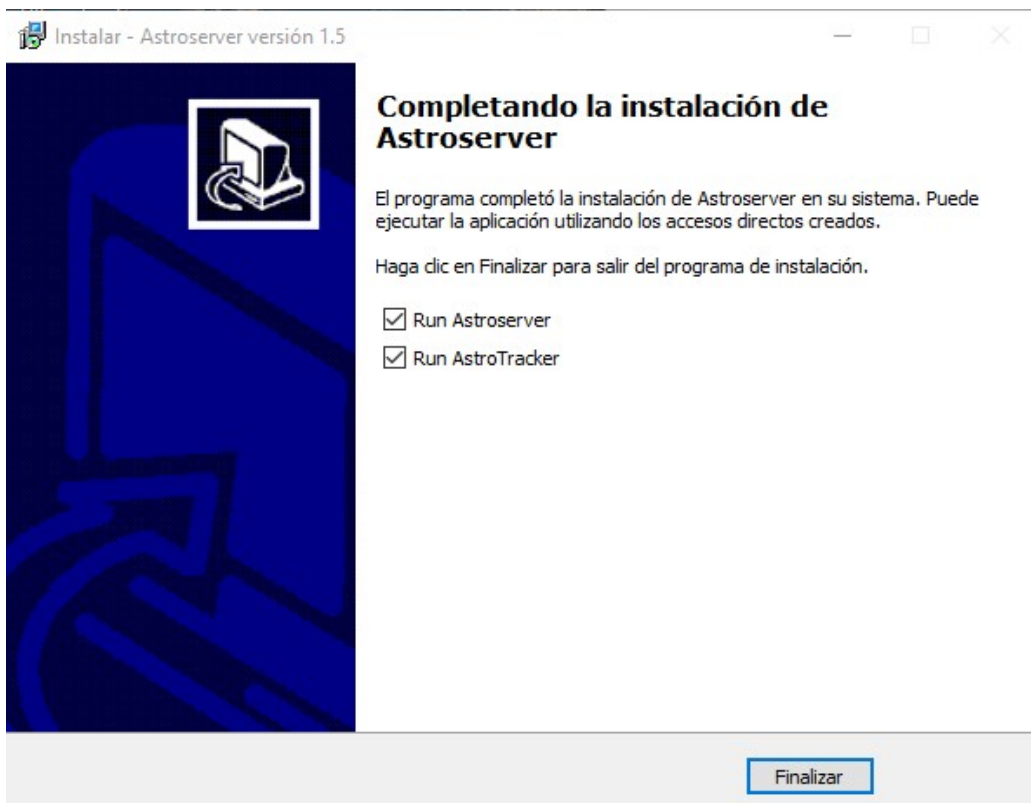 Instalar - Astroserver versión 1.5
Completando la instalación de
Astroserver
El programa completó la instalación de Astroserver en su sistema. Puede
ejecutar la aplicación utilizando los accesos directos creados.
Haga clic en Finalizar para salir del programa de instalación.
Run Astroserver
Run AstroTracker
Finalizar